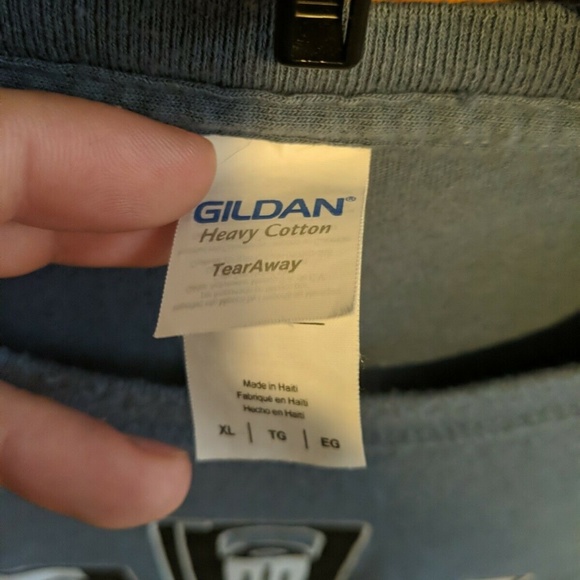 GILDAN®
Heavy Cotton
TearAway
Made in Haiti
Fabriqué en Haïti
Hecho en Haití
XL | TG | EG